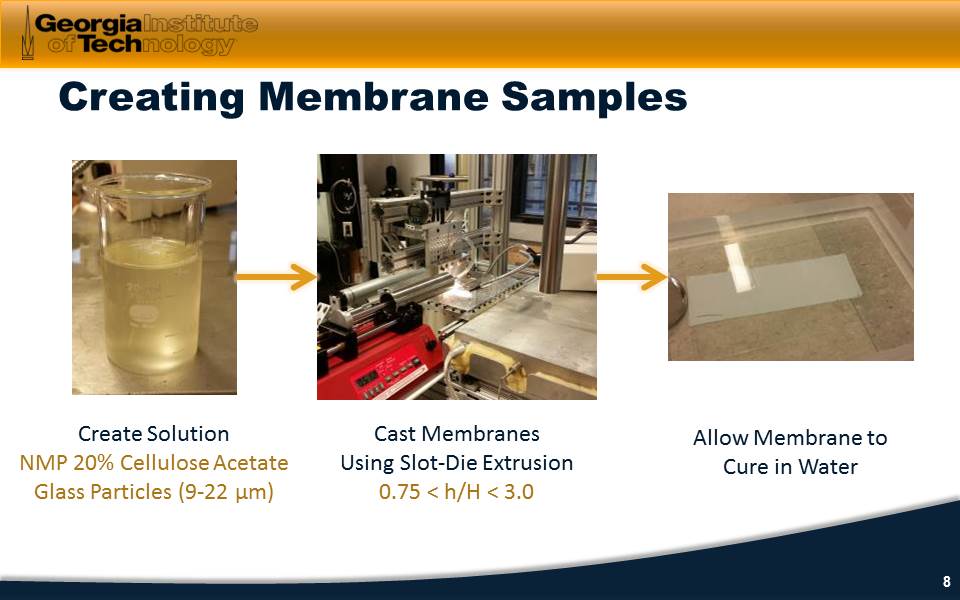 Georgia Institute
of Technology
Creating Membrane Samples
Create Solution
NMP 20% Cellulose Acetate
Glass Particles (9-22 µm)
Cast Membranes
Using Slot-Die Extrusion
0.75 < h/H < 3.0
Allow Membrane to
Cure in Water
8